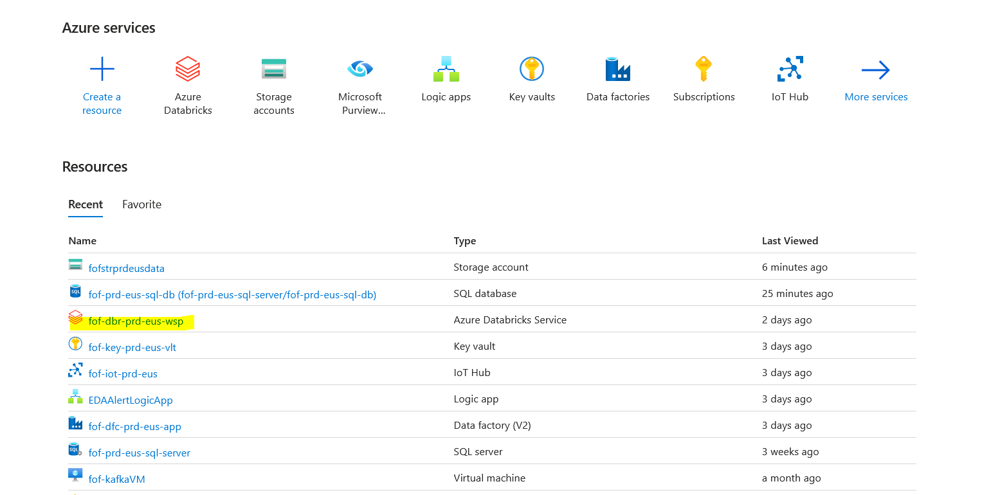 Azure services
Create a resource
Azure Databricks
Storage accounts
Microsoft Purview...
Logic apps
Key vaults
Data factories
Subscriptions
IoT Hub
More services
Resources
Recent Favorite
Name Type Last Viewed
fofstrprdeusdata Storage account 6 minutes ago
SQL fof-prd-eus-sql-db (fof-prd-eus-sql-server/fof-prd-eus-sql-db) SQL database 25 minutes ago
fof-dbr-prd-eus-wsp Azure Databricks Service 2 days ago
fof-key-prd-eus-vlt Key vault 3 days ago
fof-iot-prd-eus IoT Hub 3 days ago
EDAAlertLogicApp Logic app 3 days ago
fof-dfc-prd-eus-app Data factory (V2) 3 days ago
SQL fof-prd-eus-sql-server SQL server 3 weeks ago
fof-kafkaVM Virtual machine a month ago